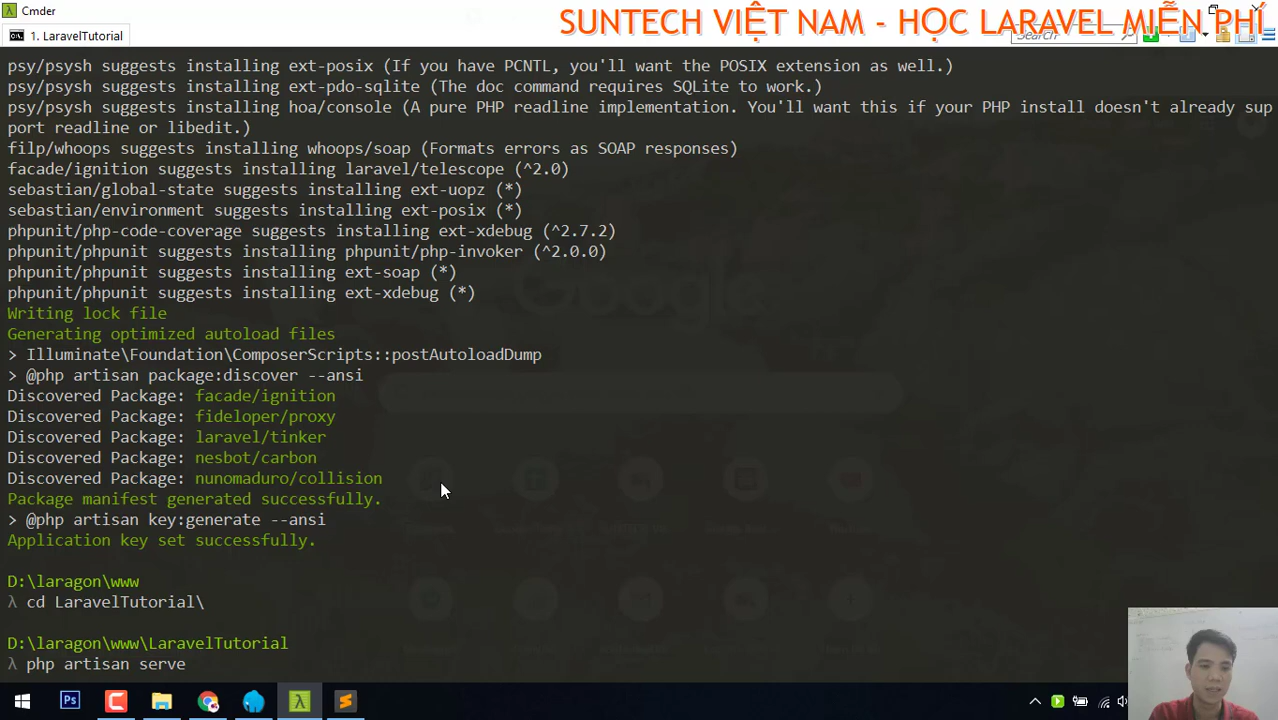 Cmder
SUNTECH VIỆT NAM - HỌC LARAVEL MIỄN PHÍ
1. LaravelTutorial
Search
psy/psysh suggests installing ext-posix (If you have PCNTL, you'll want the POSIX extension as well.)
psy/psysh suggests installing ext-pdo-sqlite (The doc command requires SQLite to work.)
psy/psysh suggests installing hoa/console (A pure PHP readline implementation. You'll want this if your PHP install doesn't already sup
port readline or libedit.)
filp/whoops suggests installing whoops/soap (Formats errors as SOAP responses)
facade/ignition suggests installing laravel/telescope (^2.0)
sebastian/global-state suggests installing ext-uopz (*)
sebastian/environment suggests installing ext-posix (*)
phpunit/php-code-coverage suggests installing ext-xdebug (^2.7.2)
phpunit/phpunit suggests installing phpunit/php-invoker (^2.0.0)
phpunit/phpunit suggests installing ext-soap (*)
phpunit/phpunit suggests installing ext-xdebug (*)
Writing lock file
Generating optimized autoload files
> Illuminate\Foundation\ComposerScripts::postAutoloadDump
> @php artisan package:discover --ansi
Discovered Package: facade/ignition
Discovered Package: fideloper/proxy
Discovered Package: laravel/tinker
Discovered Package: nesbot/carbon
Discovered Package: nunomaduro/collision
Package manifest generated successfully.
> @php artisan key:generate --ansi
Application key set successfully.
D:\laragon\www
λ cd LaravelTutorial\
D:\laragon\www\LaravelTutorial
λ php artisan serve
Ps